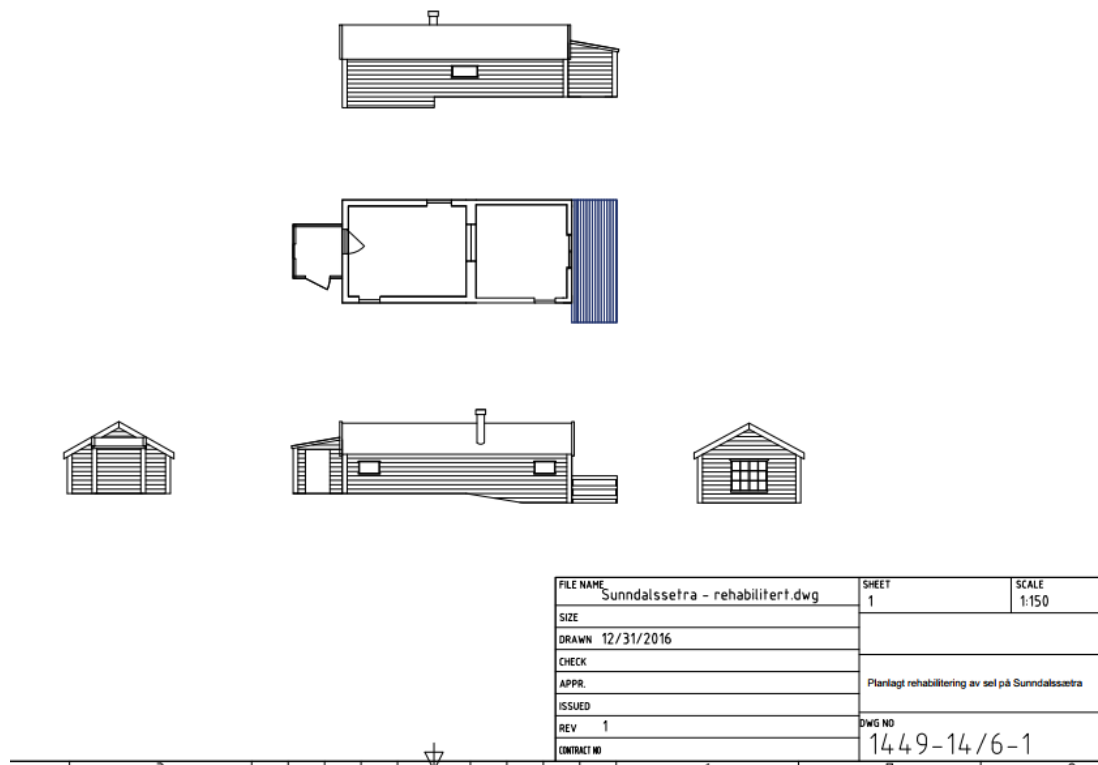 FILE NAME Sunndalssetra - rehabilitert.dwg
SHEET
1
SCALE
1:150
SIZE
DRAWN 12/31/2016
CHECK
APPR.
Planlagt rehabilitering av sel på Sunndalssætra
ISSUED
REV 1
DWG NO
1449-14/6-1
CONTRACT NO